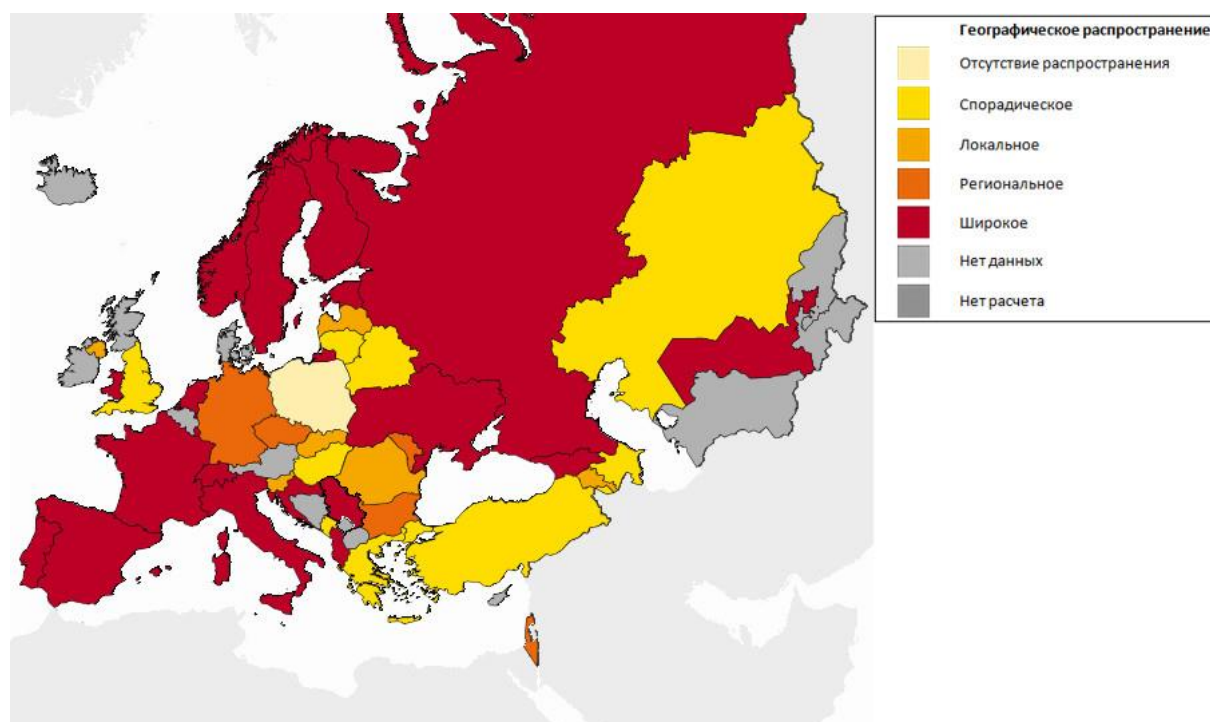 Географическое распространение
Отсутствие распространения
Спорадическое
Локальное
Региональное
Широкое
Нет данных
Нет расчета